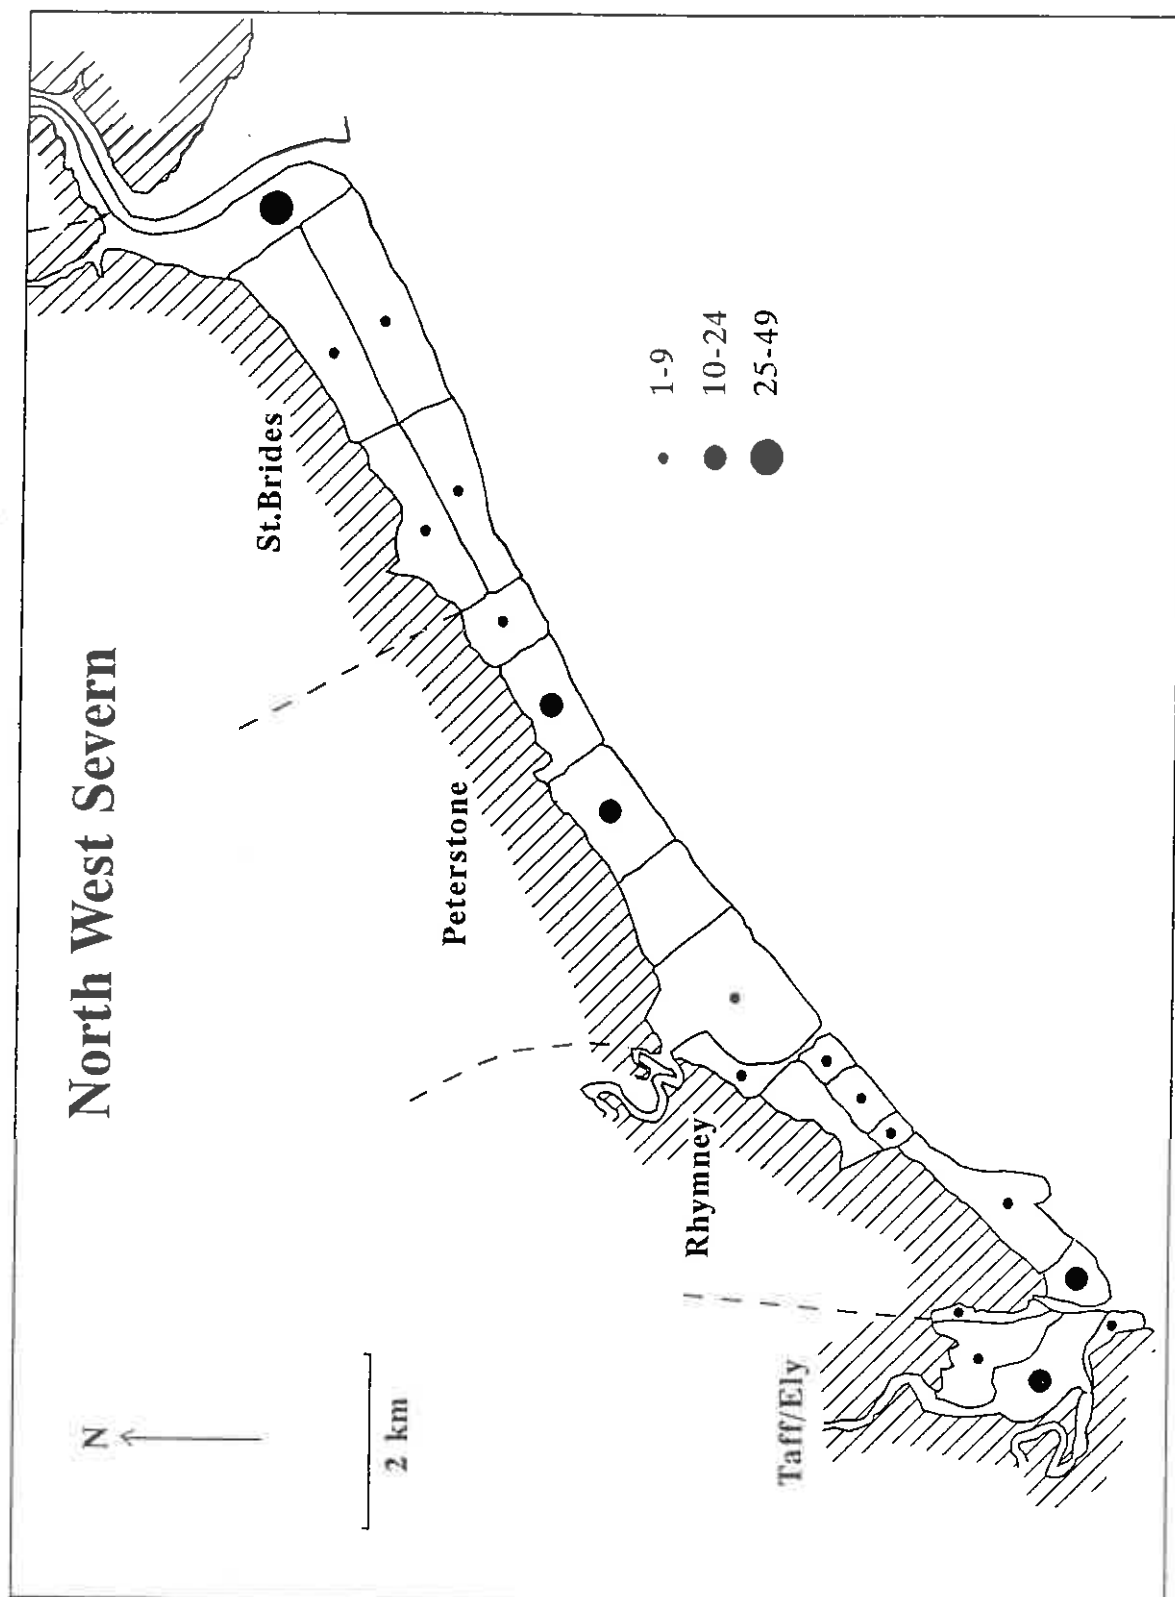 North West Severn
N
2 km
St.Brides
Peterstone
Rhymney
Taff/Ely
1-9
10-24
25-49